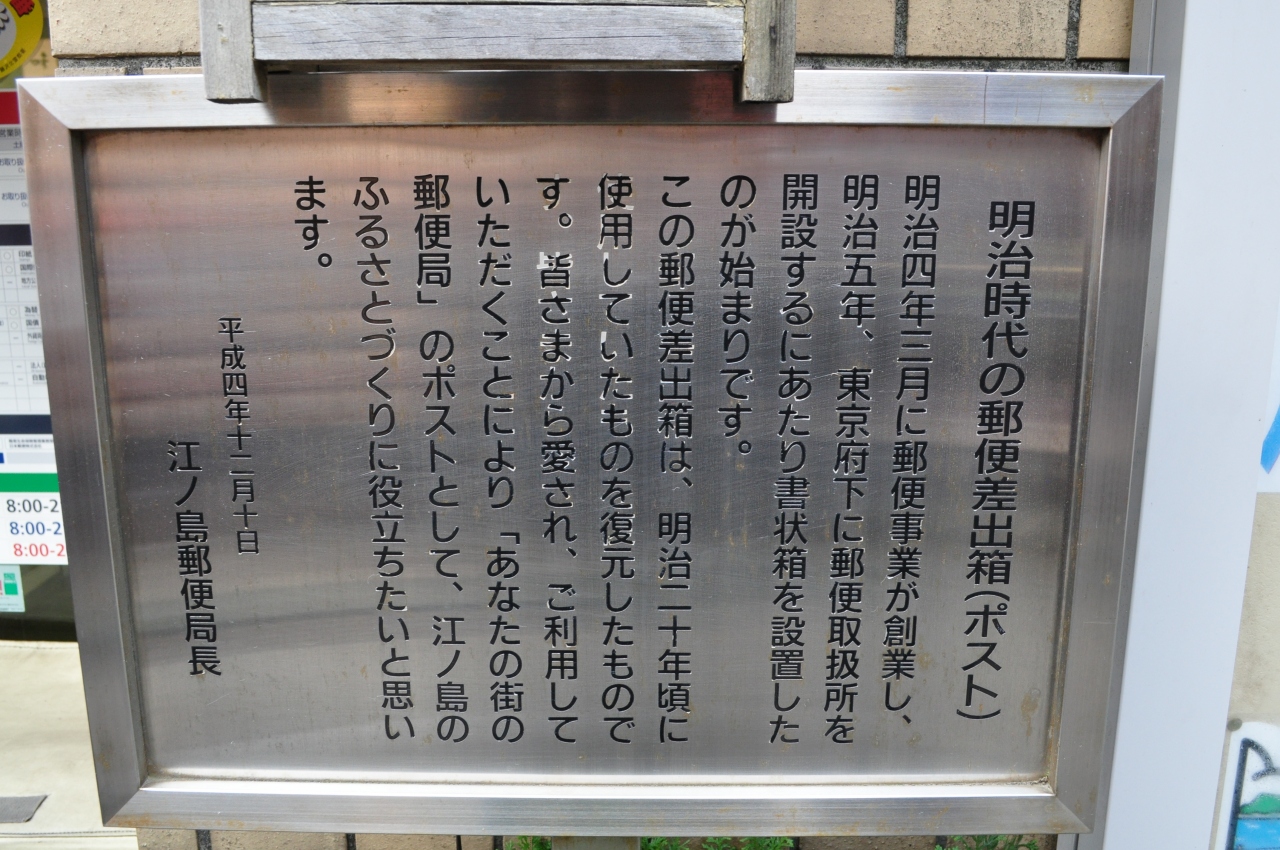 明治時代の郵便差出箱(ポスト)
明治四年三月に郵便事業が創業し、
明治五年、東京府下に郵便取扱所を
開設するにあたり書状箱を設置した
のが始まりです。
この郵便差出箱は、明治二十年頃に
使用していたものを復元したもので
す。皆さまから愛され、ご利用して
いただくことにより「あなたの街の
郵便局」のポストとして、江ノ島の
ふるさとづくりに役立ちたいと思い
ます。
平成四年十二月十日
江ノ島郵便局長
8:00-2
8:00-2
8:00-2